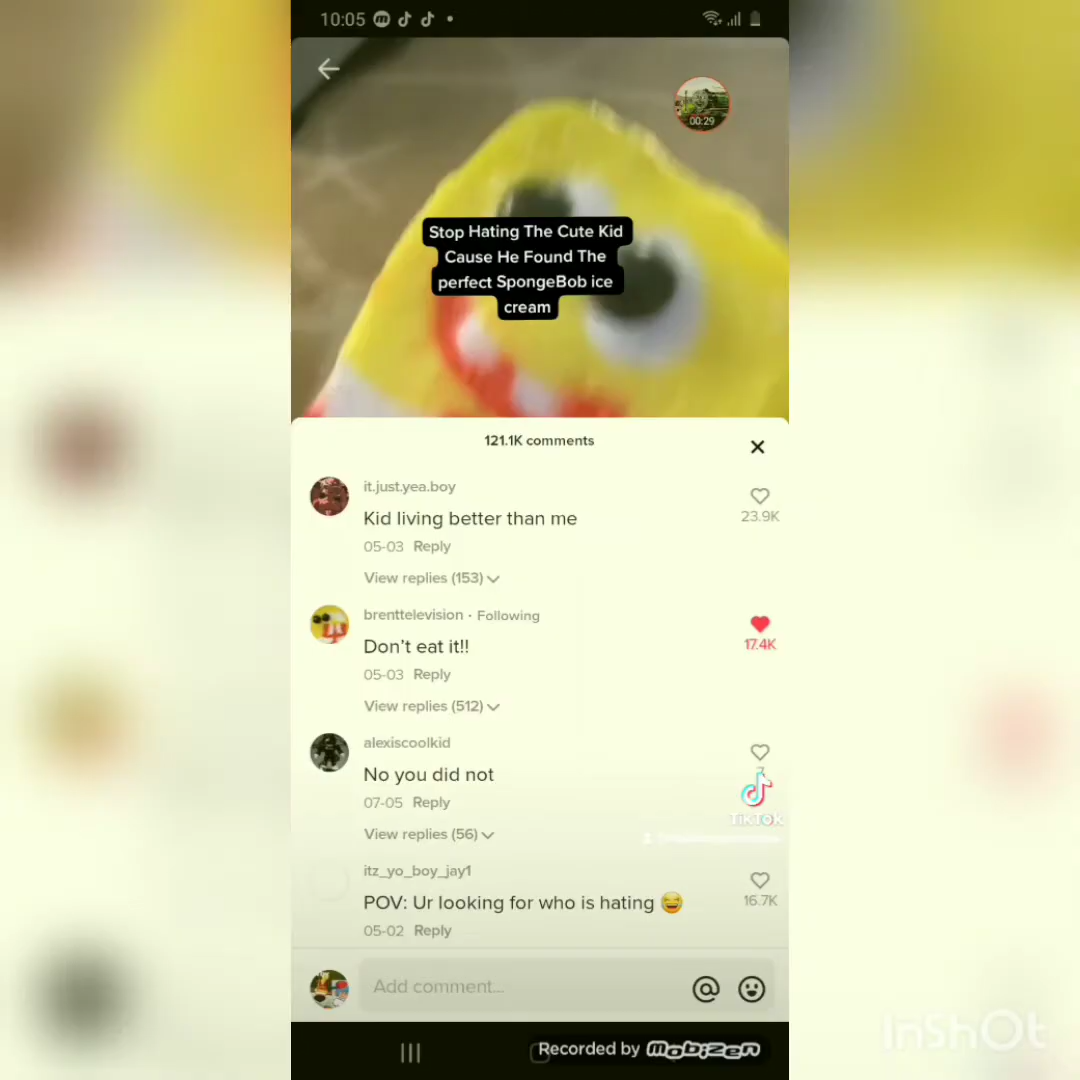 10:05
00:29
Stop Hating The Cute Kid
Cause He Found The
perfect SpongeBob ice
cream
121.1K comments
it.just.yea.boy
Kid living better than me
23.9K
05-03 Reply
View replies (153)
brenttelevision · Following
Don't eat it!!
17.4K
05-03 Reply
View replies (512)
alexiscoolkid
No you did not
7
07-05 Reply
TikTok
View replies (56)
itz_yo_boy_jay1
POV: Ur looking for who is hating 😆
16.7K
05-02 Reply
Add comment...
InShOt
Recorded by mobizen